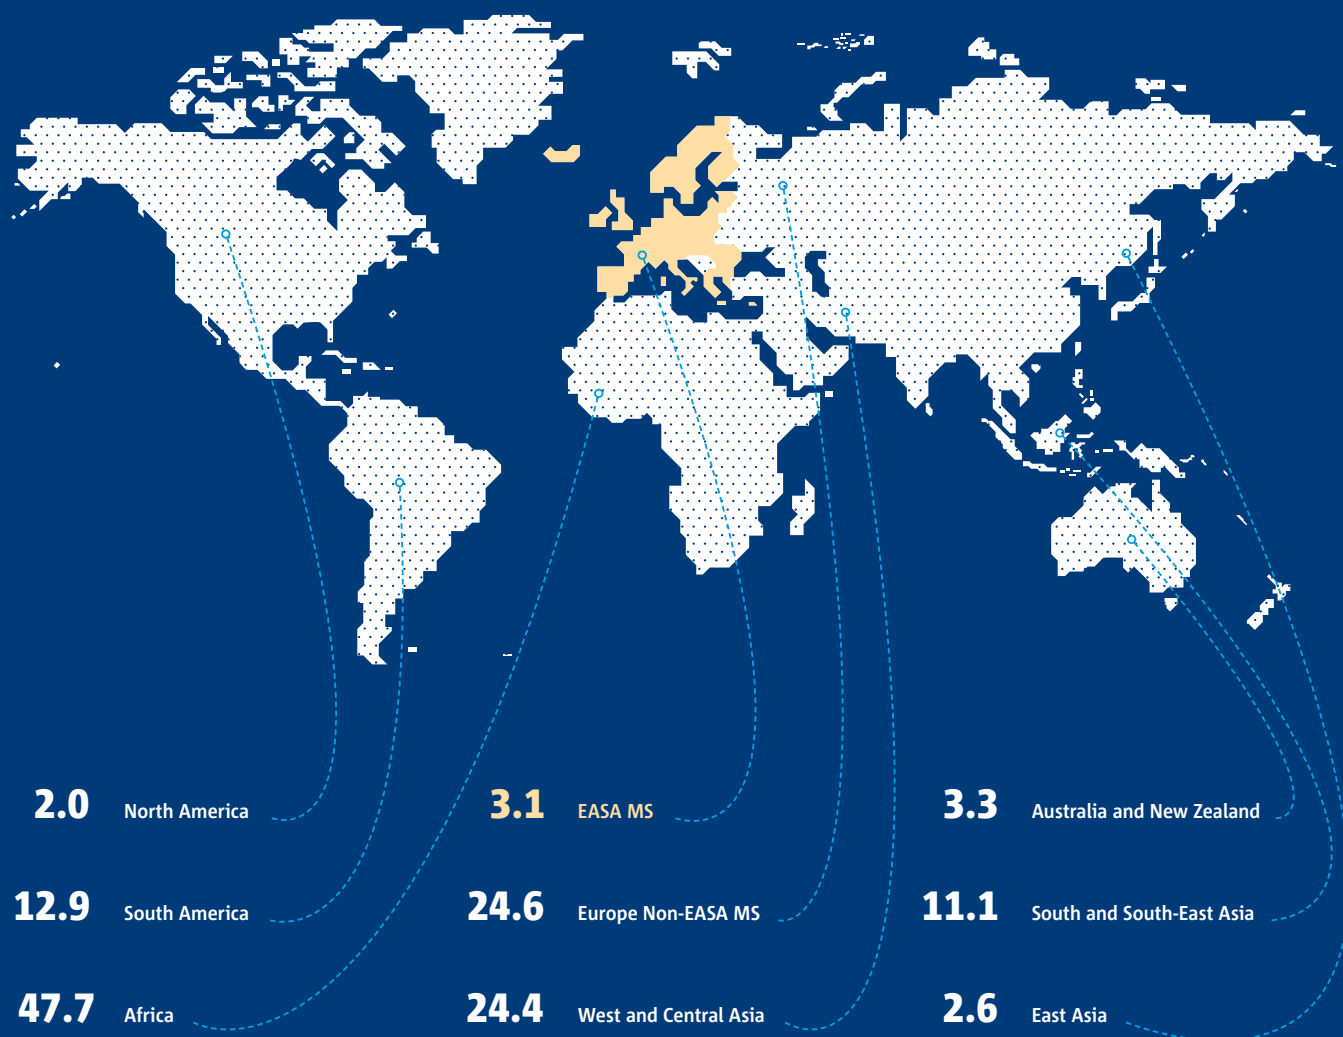 2.0 North America
3.1 EASA MS
3.3 Australia and New Zealand
12.9 South America
24.6 Europe Non-EASA MS
11.1 South and South-East Asia
47.7 Africa
24.4 West and Central Asia
2.6 East Asia